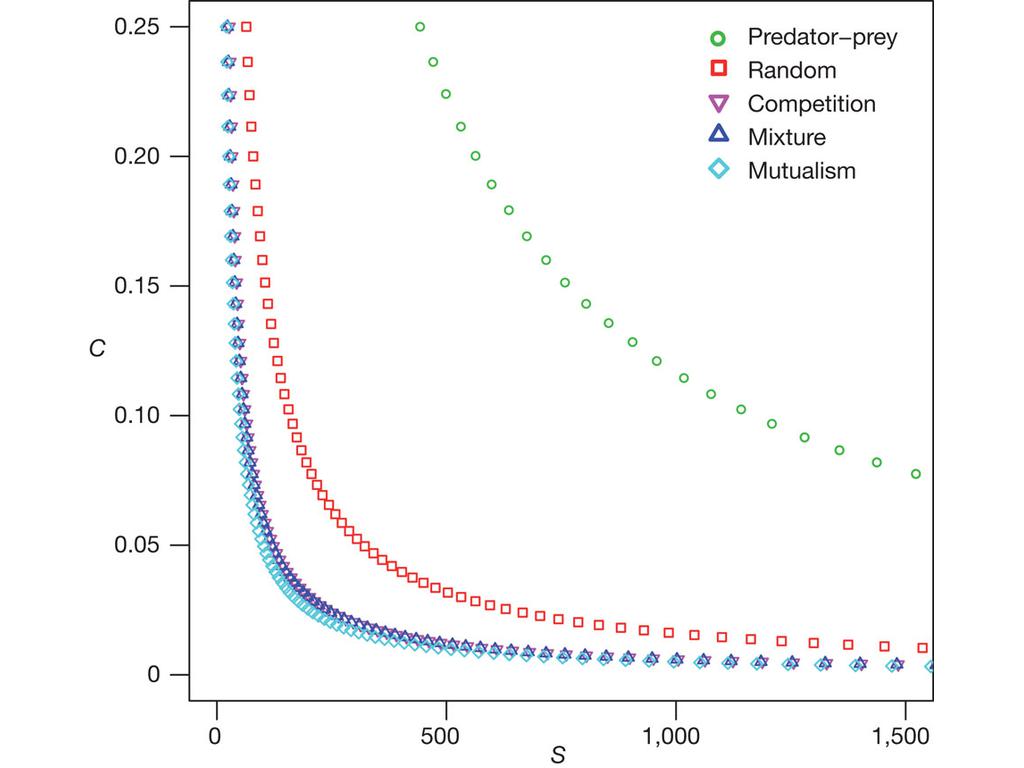 0.25
0.20
0.15
0.10
0.05
0
C
Predator–prey
Random
Competition
Mixture
Mutualism
0
500
1,000
1,500
S